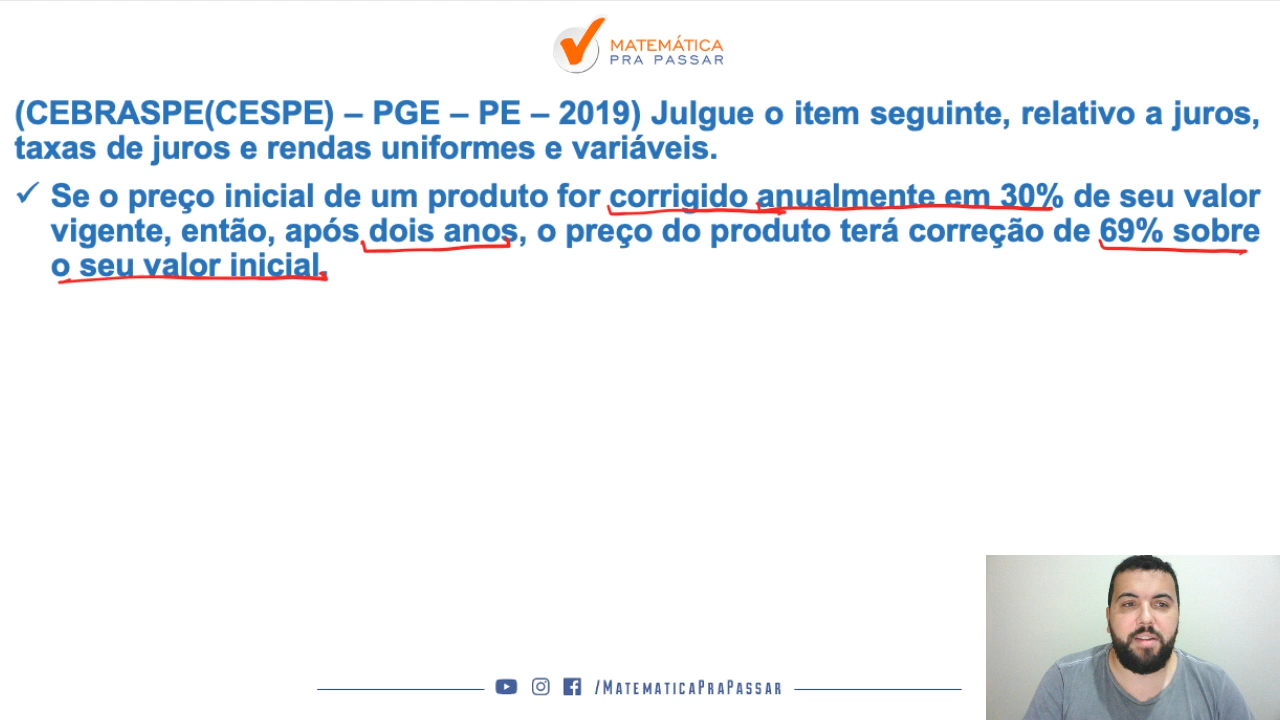 MATEMÁTICA
PRA PASSAR
(CEBRASPE(CESPE) – PGE – PE – 2019) Julgue o item seguinte, relativo a juros,
taxas de juros e rendas uniformes e variáveis.
✓ Se o preço inicial de um produto for corrigido anualmente em 30% de seu valor
vigente, então, após dois anos, o preço do produto terá correção de 69% sobre
o seu valor inicial.
/MATEMATICAPRAPASSAR